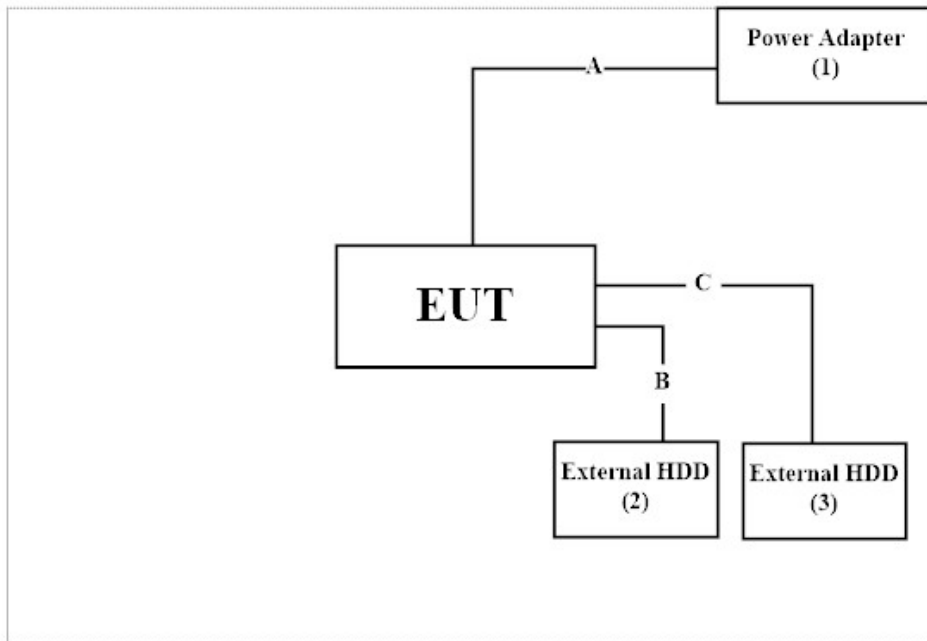 Power Adapter
(1)
A
EUT
C
B
External HDD
(2)
External HDD
(3)